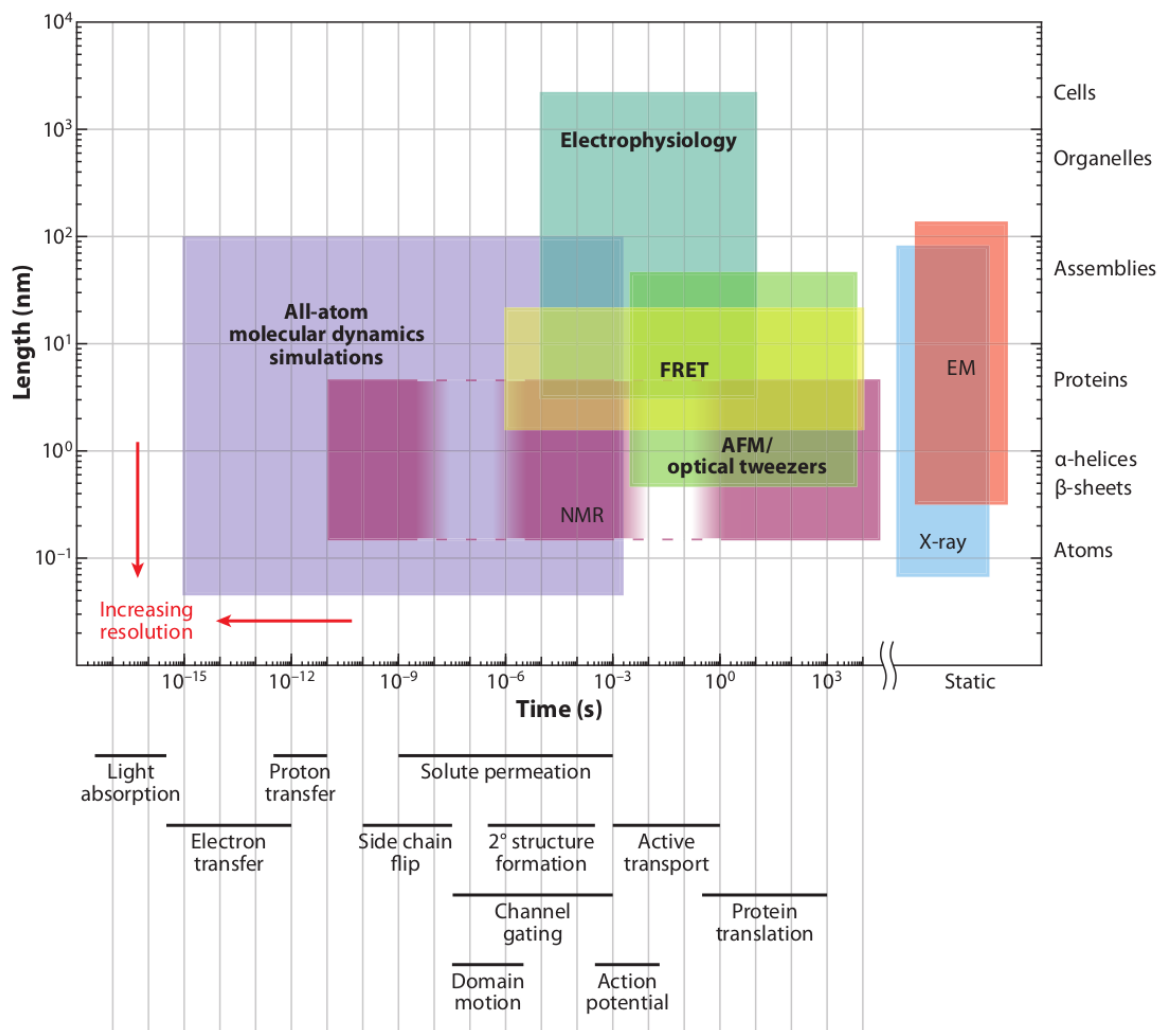 10⁴
10³
10²
10¹
10⁰
10⁻¹
Length (nm)
Electrophysiology
All-atom
molecular dynamics
simulations
FRET
AFM/
optical tweezers
NMR
EM
X-ray
Increasing
resolution
Cells
Organelles
Assemblies
Proteins
α-helices
β-sheets
Atoms
10⁻¹⁵ 10⁻¹² 10⁻⁹ 10⁻⁶ 10⁻³ 10⁰ 10³ Static
Time (s)
Light
absorption
Proton
transfer
Solute permeation
Electron
transfer
Side chain
flip
2° structure
formation
Active
transport
Channel
gating
Protein
translation
Domain
motion
Action
potential